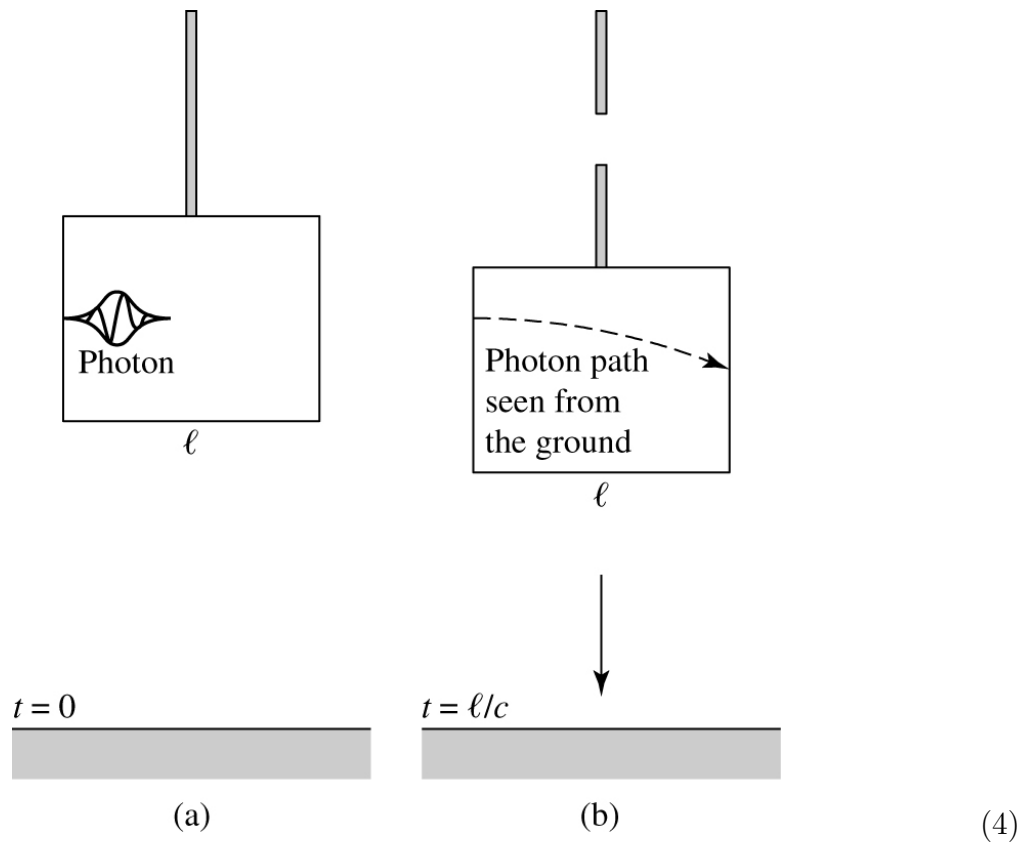 Photon
ℓ
t = 0
(a)
Photon path
seen from
the ground
ℓ
t = ℓ/c
(b)
(4)